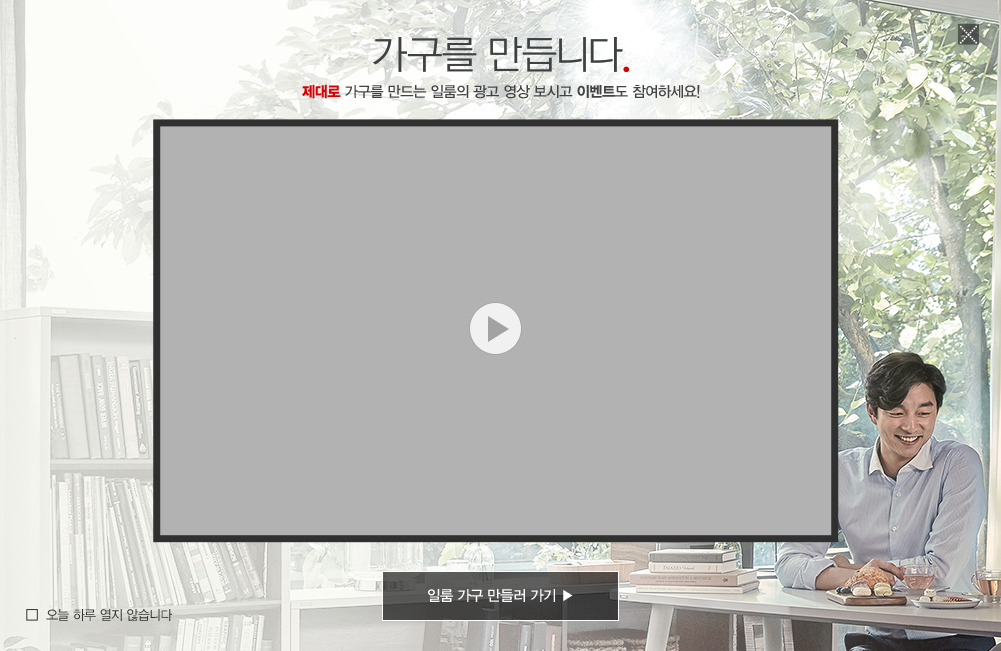 가구를 만듭니다.
제대로 가구를 만드는 일룸의 광고 영상 보시고 이벤트도 참여하세요!
일룸 가구 만들러 가기 ▶
오늘 하루 열지 않습니다